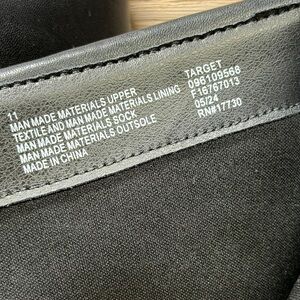 11
MAN MADE MATERIALS UPPER
TEXTILE AND MAN MADE MATERIALS LINING
MAN MADE MATERIALS SOCK
MAN MADE MATERIALS OUTSOLE
MADE IN CHINA
TARGET
096109566
F16767013
05/24
RN#17730